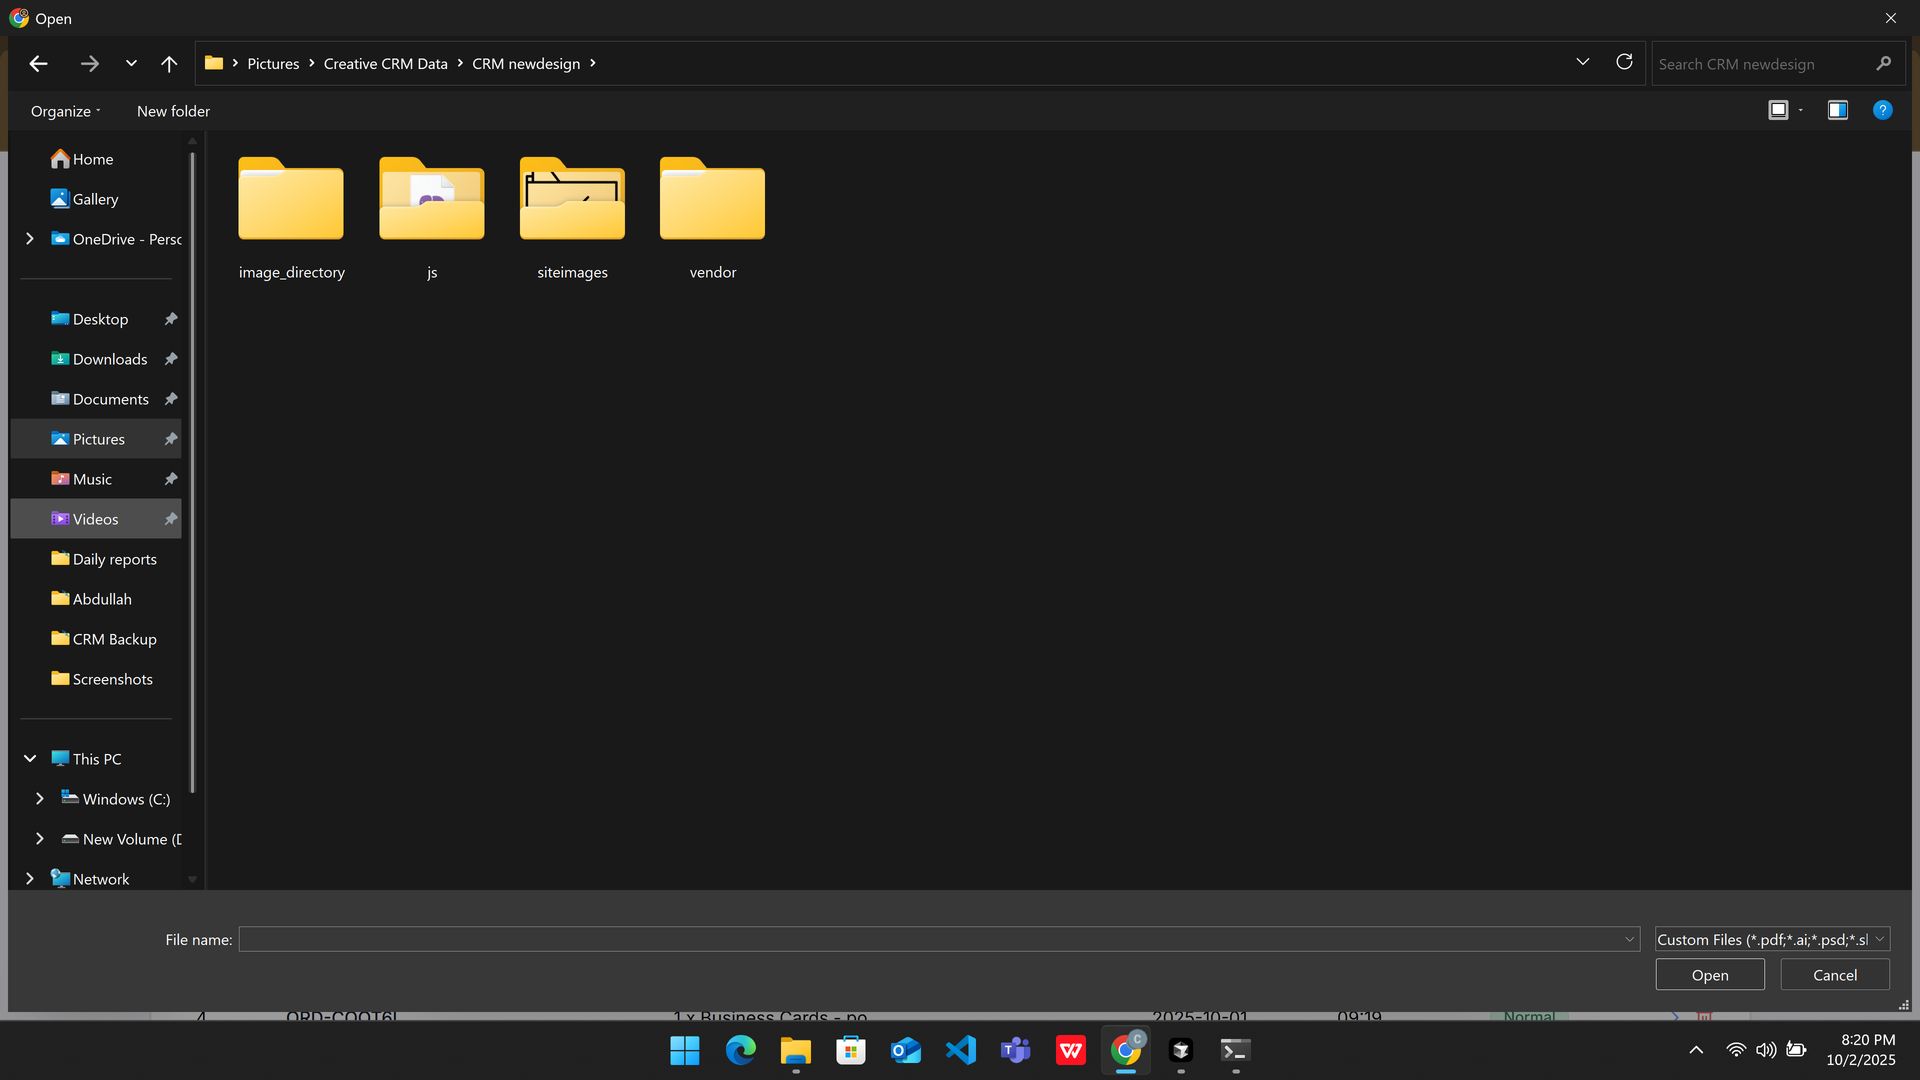 Open
Pictures > Creative CRM Data > CRM newdesign >
Search CRM newdesign
Organize
New folder
Home
Gallery
OneDrive - Persc
Desktop
Downloads
Documents
Pictures
Music
Videos
Daily reports
Abdullah
CRM Backup
Screenshots
This PC
Windows (C:)
New Volume (D
Network
image_directory
js
siteimages
vendor
File name:
Custom Files (*.pdf;*.ai;*.psd;*.sl
Open
Cancel
4
1 x Business Cards - po
2025-10-01
09:19
Normal
8:20 PM
10/2/2025